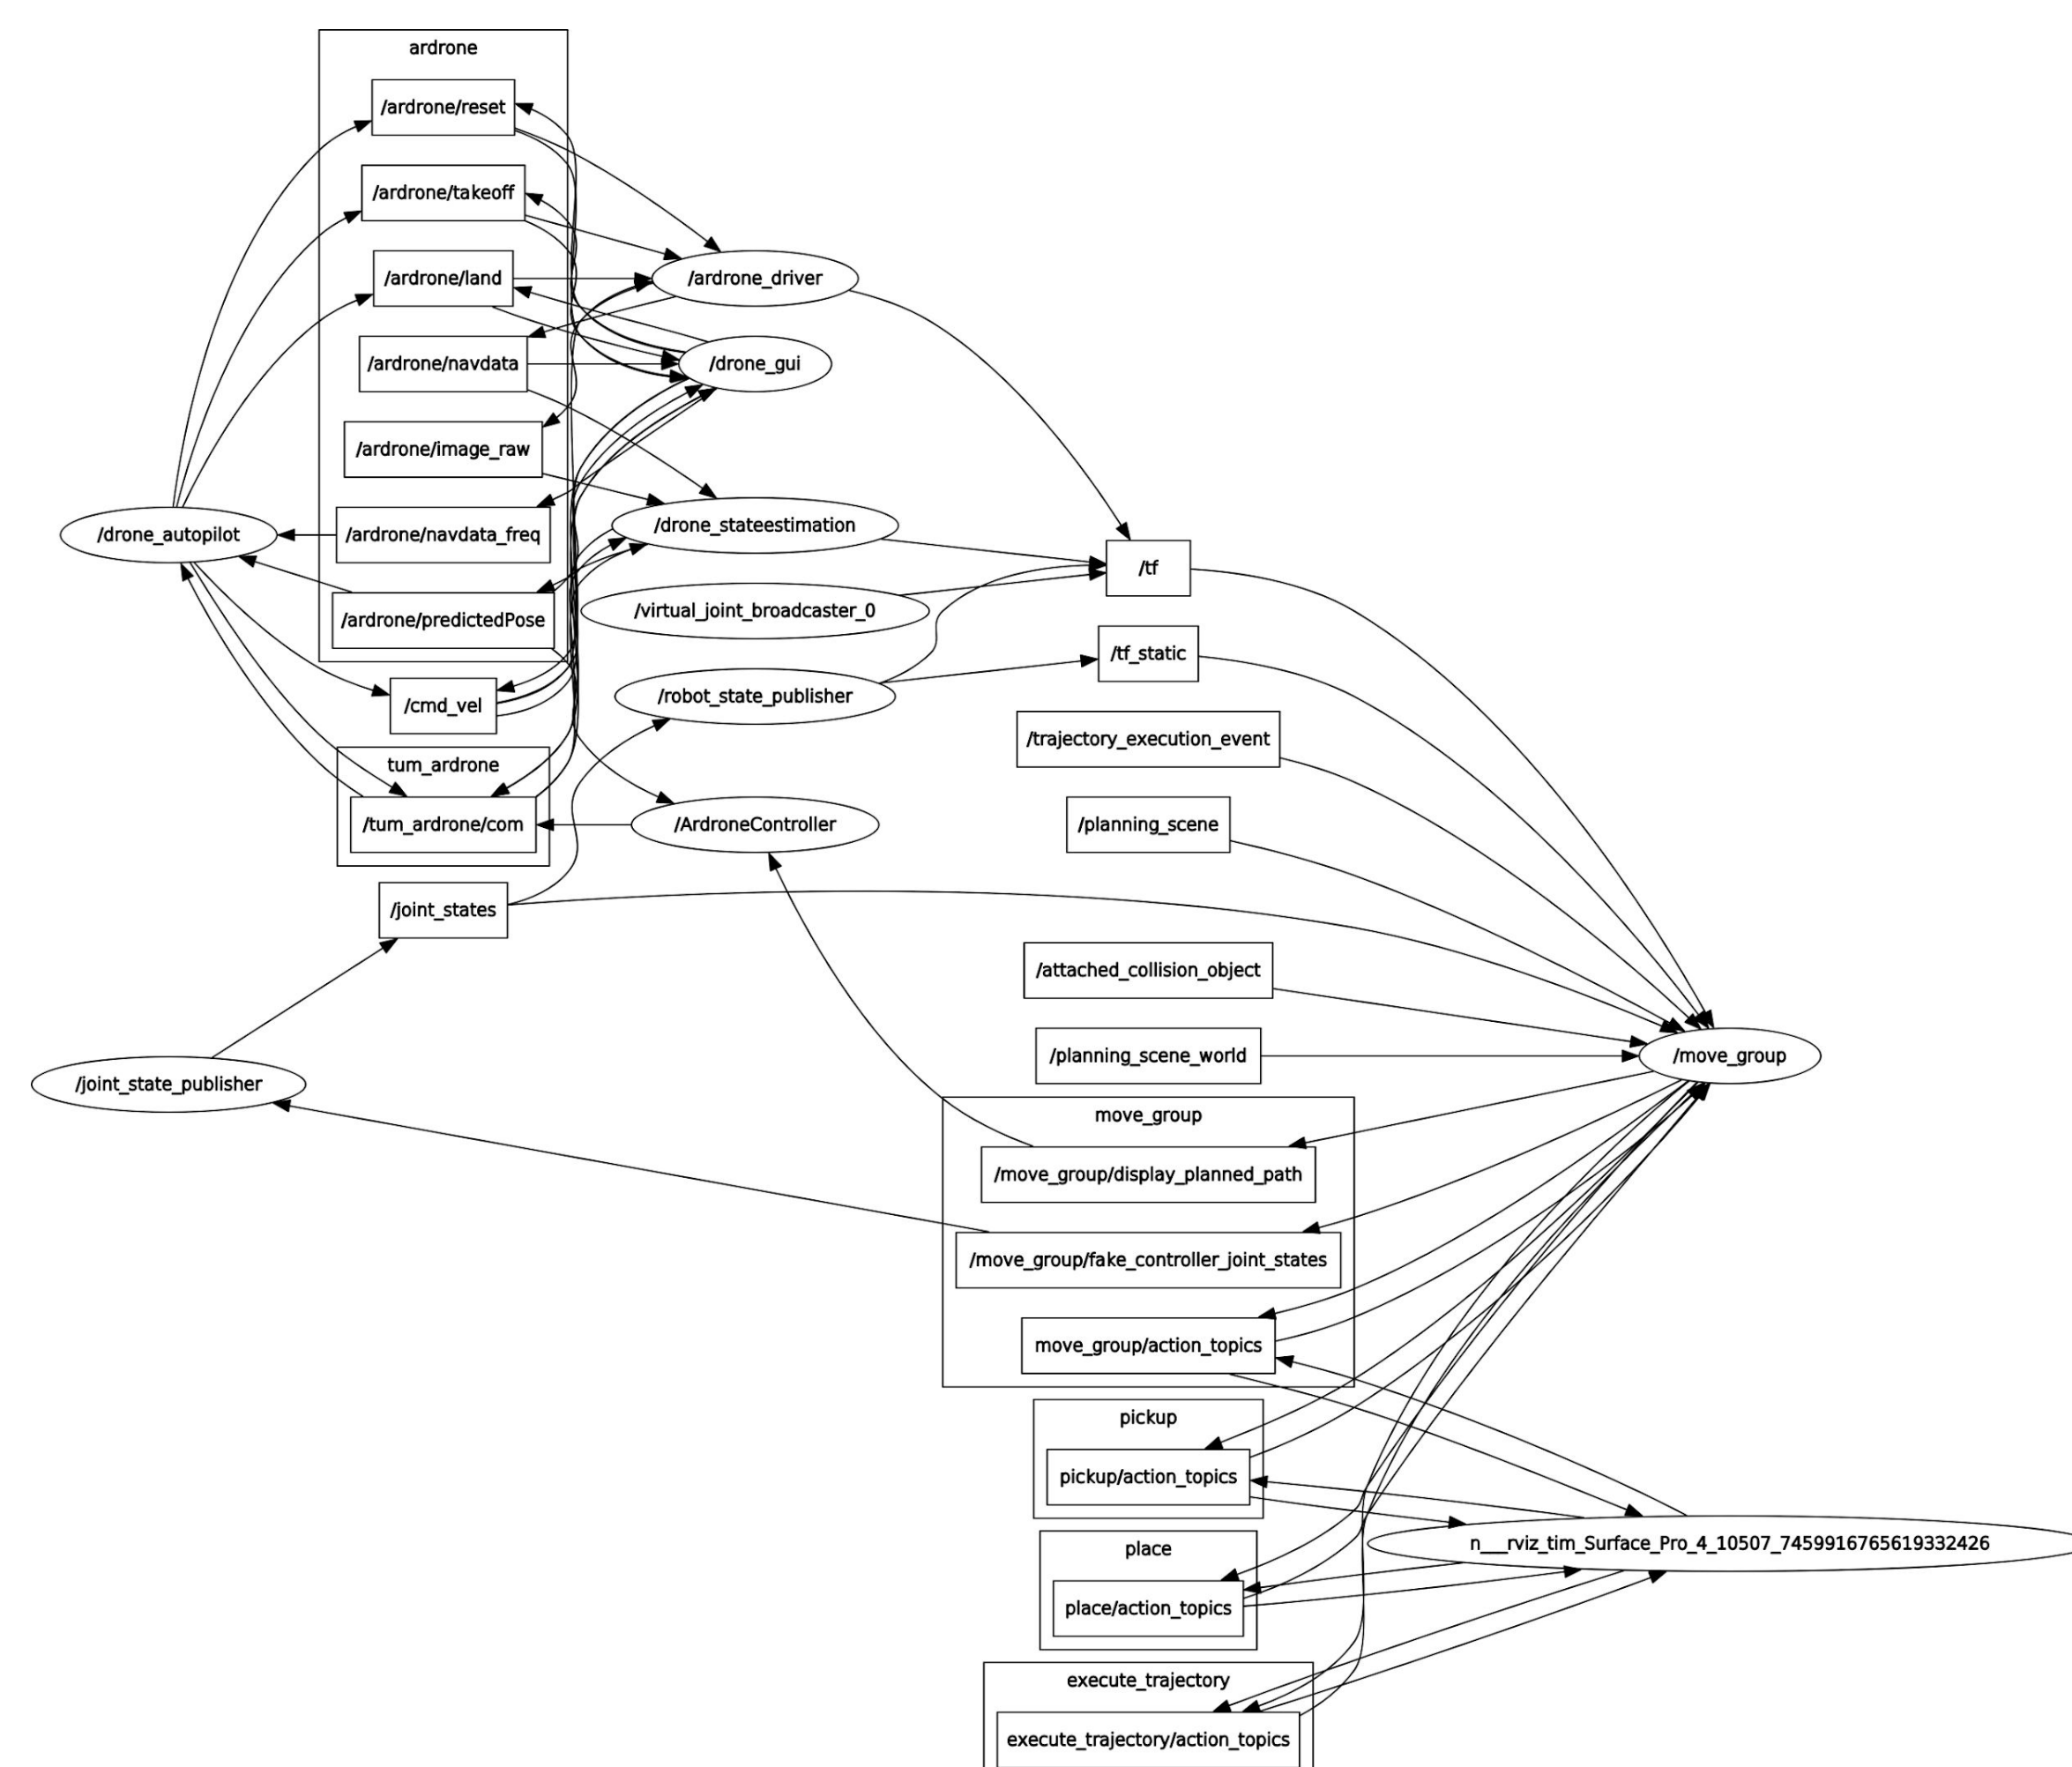 ardrone
/ardrone/reset
/ardrone/takeoff
/ardrone/land
/ardrone/navdata
/ardrone/image_raw
/ardrone/navdata_freq
/ardrone/predictedPose
/drone_autopilot
/cmd_vel
tum_ardrone
/tum_ardrone/com
/joint_states
/joint_state_publisher
/ardrone_driver
/drone_gui
/drone_stateestimation
/virtual_joint_broadcaster_0
/robot_state_publisher
/ArdroneController
/tf
/tf_static
/trajectory_execution_event
/planning_scene
/attached_collision_object
/planning_scene_world
move_group
/move_group/display_planned_path
/move_group/fake_controller_joint_states
move_group/action_topics
pickup
pickup/action_topics
place
place/action_topics
execute_trajectory
execute_trajectory/action_topics
/move_group
n___rviz_tim_Surface_Pro_4_10507_7459916765619332426